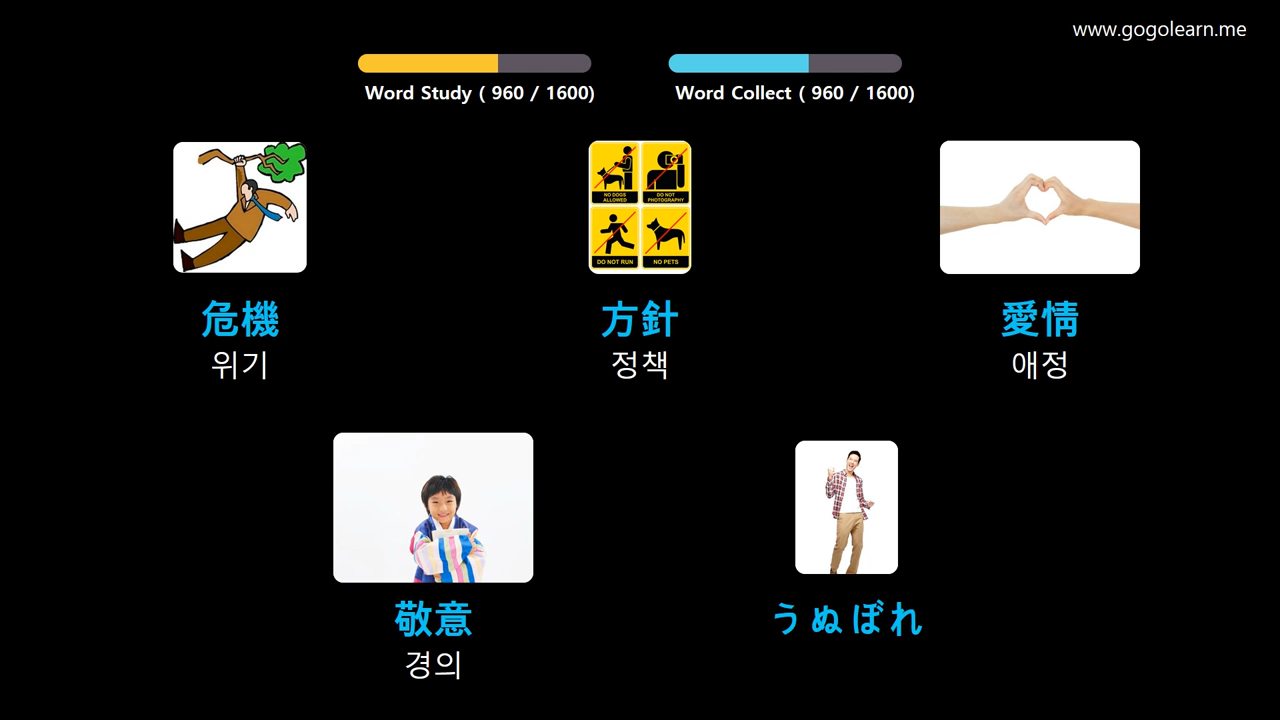 www.gogolearn.me
Word Study ( 960 / 1600)
Word Collect ( 960 / 1600)
NO DOGS
ALLOWED
DO NOT
PHOTOGRAPHY
DO NOT RUN
NO PETS
危機
위기
方針
정책
愛情
애정
敬意
경의
うぬぼれ